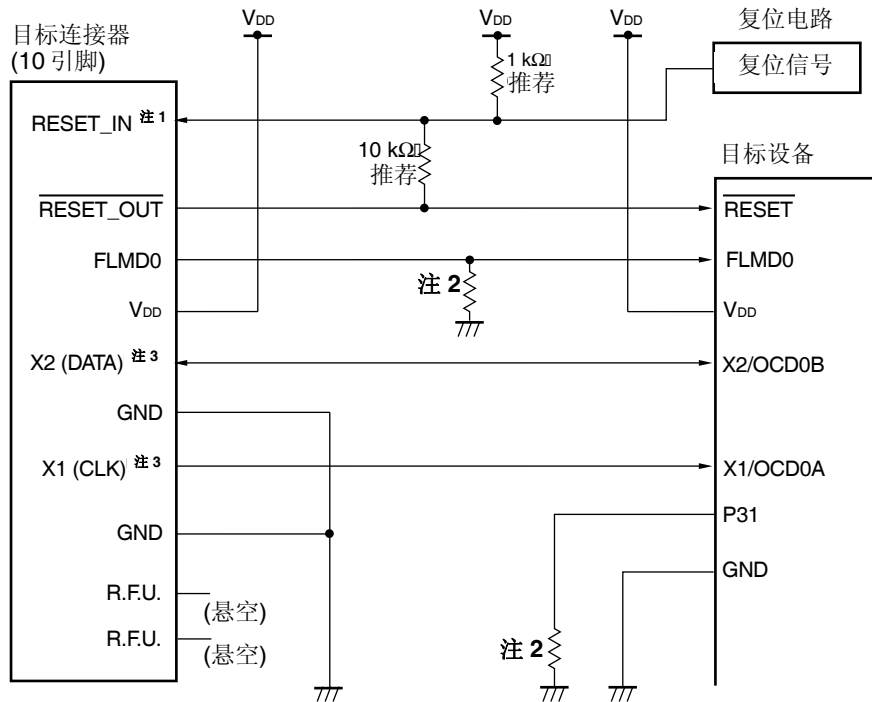 目标连接器
(10 引脚)
VDD
VDD
VDD
复位电路
复位信号
1 kΩ
推荐
RESET_IN 注 1
10 kΩ
推荐
目标设备
RESET_OUT
RESET
FLMD0
FLMD0
注 2
VDD
VDD
X2 (DATA) 注 3
X2/OCD0B
GND
X1 (CLK) 注 3
X1/OCD0A
P31
GND
GND
R.F.U.
(悬空)
R.F.U.
(悬空)
注 2